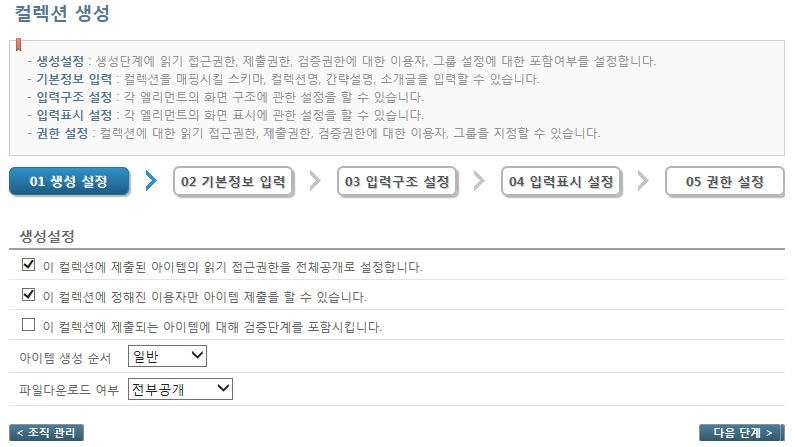 컬렉션 생성
- 생성설정 : 생성단계에 읽기 접근권한, 제출권한, 검증권한에 대한 이용자, 그룹 설정에 대한 포함여부를 설정합니다.
- 기본정보 입력 : 컬렉션을 매핑시킬 스키마, 컬렉션명, 간략설명, 소개글을 입력할 수 있습니다.
- 입력구조 설정 : 각 엘리먼트의 화면 구조에 관한 설정을 할 수 있습니다.
- 입력표시 설정 : 각 엘리먼트의 화면 표시에 관한 설정을 할 수 있습니다.
- 권한 설정 : 컬렉션에 대한 읽기 접근권한, 제출권한, 검증권한에 대한 이용자, 그룹을 지정할 수 있습니다.
01 생성 설정 02 기본정보 입력 03 입력구조 설정 04 입력표시 설정 05 권한 설정
생성설정
이 컬렉션에 제출된 아이템의 읽기 접근권한을 전체공개로 설정합니다.
이 컬렉션에 정해진 이용자만 아이템 제출을 할 수 있습니다.
이 컬렉션에 제출되는 아이템에 대해 검증단계를 포함시킵니다.
아이템 생성 순서 일반
파일다운로드 여부 전부공개
< 조직 관리 다음 단계 >